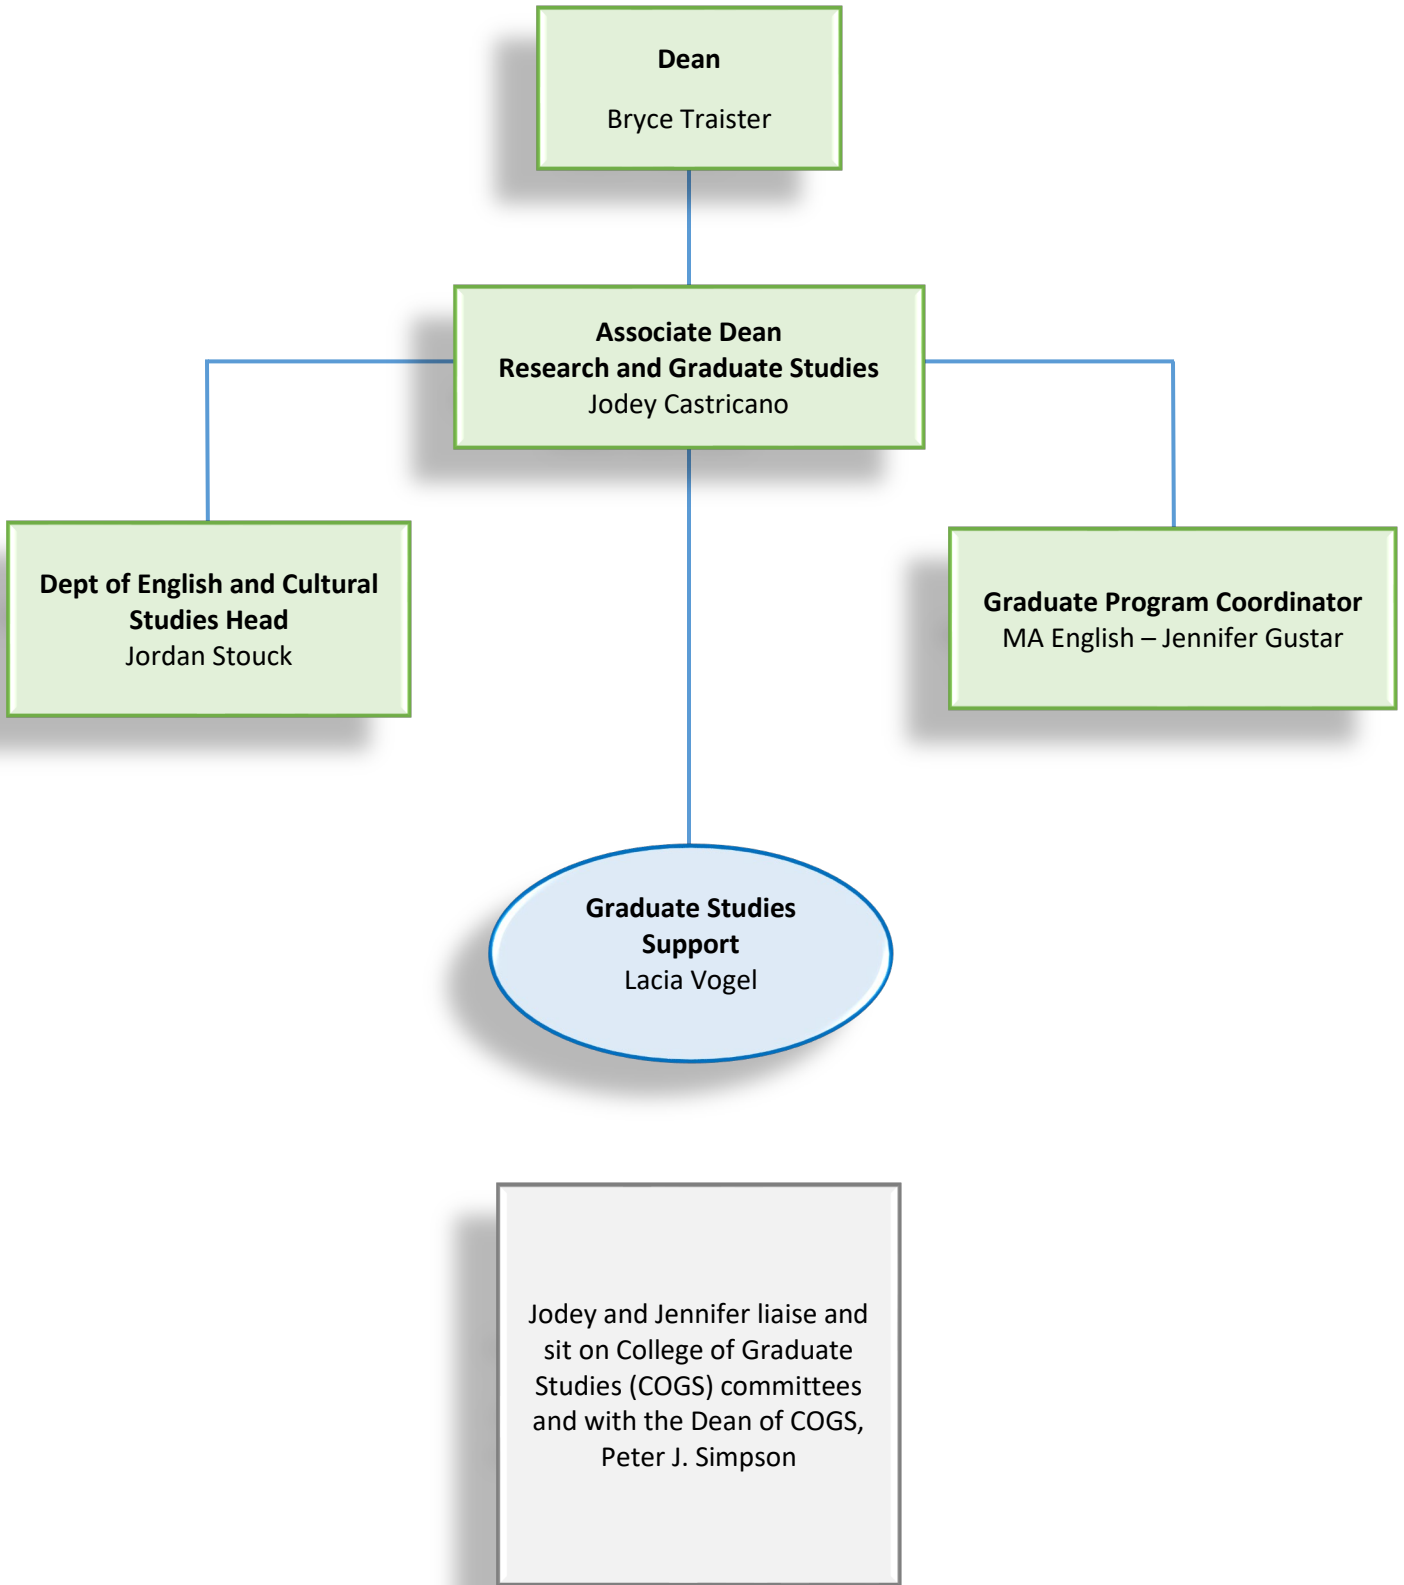 Dean
Bryce Traister
Associate Dean
Research and Graduate Studies
Jodey Castricano
Dept of English and Cultural
Studies Head
Jordan Stouck
Graduate Program Coordinator
MA English – Jennifer Gustar
Graduate Studies
Support
Lacia Vogel
Jodey and Jennifer liaise and
sit on College of Graduate
Studies (COGS) committees
and with the Dean of COGS,
Peter J. Simpson